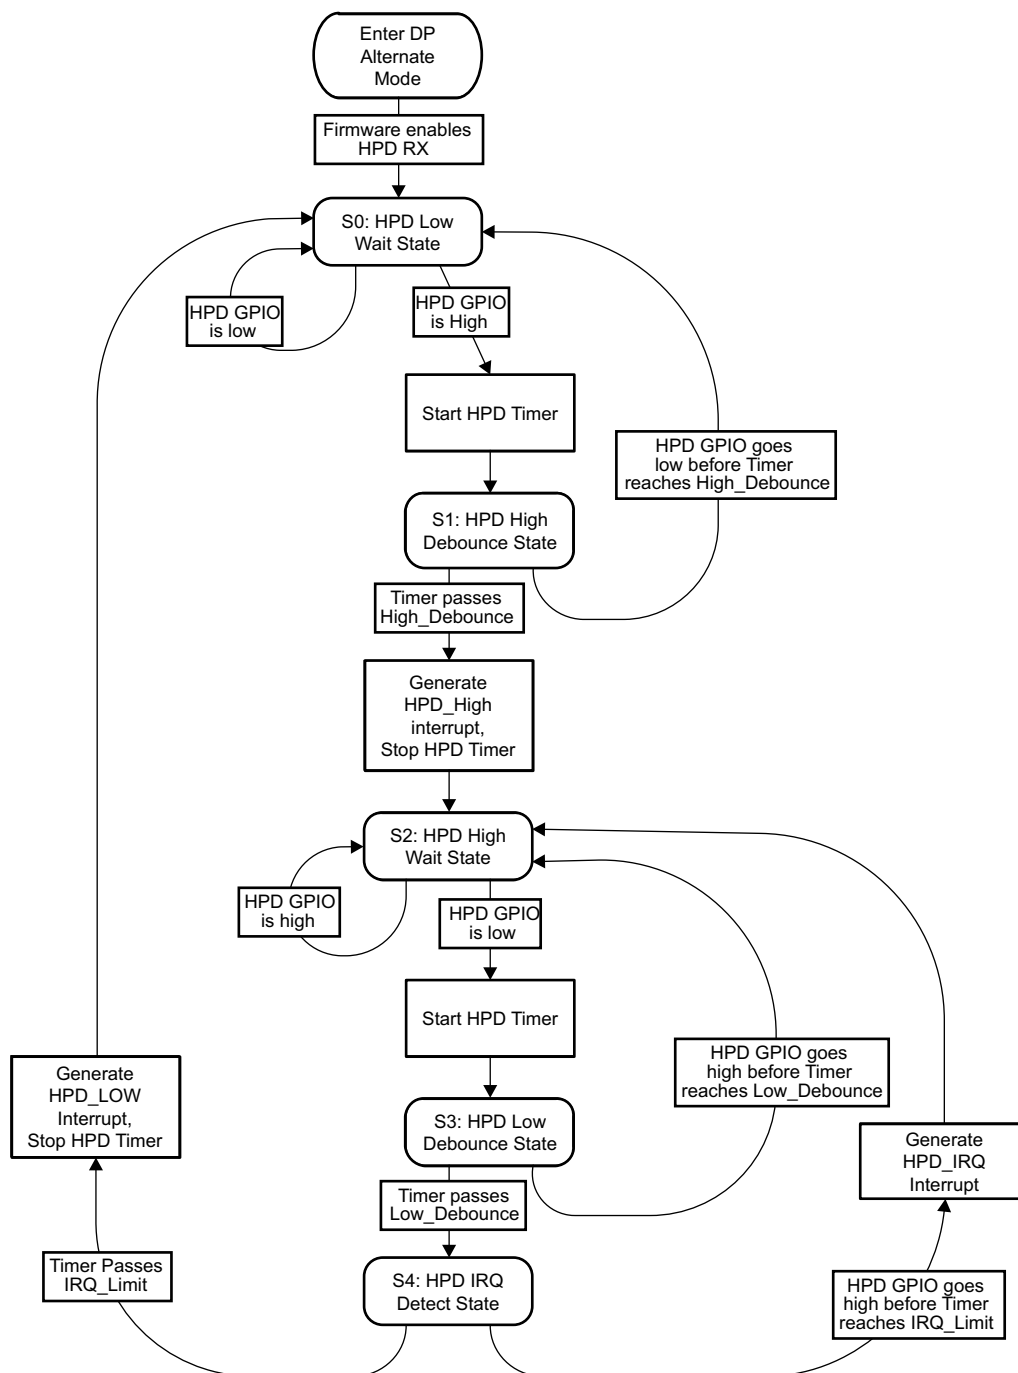 Enter DP
Alternate
Mode
Firmware enables
HPD RX
S0: HPD Low
Wait State
HPD GPIO
is low
HPD GPIO
is High
Start HPD Timer
HPD GPIO goes
low before Timer
reaches High_Debounce
S1: HPD High
Debounce State
Timer passes
High_Debounce
Generate
HPD_High
interrupt,
Stop HPD Timer
S2: HPD High
Wait State
HPD GPIO
is high
HPD GPIO
is low
Start HPD Timer
HPD GPIO goes
high before Timer
reaches Low_Debounce
Generate
HPD_LOW
Interrupt,
Stop HPD Timer
S3: HPD Low
Debounce State
Generate
HPD_IRQ
Interrupt
Timer passes
Low_Debounce
Timer Passes
IRQ_Limit
S4: HPD IRQ
Detect State
HPD GPIO goes
high before Timer
reaches IRQ_Limit